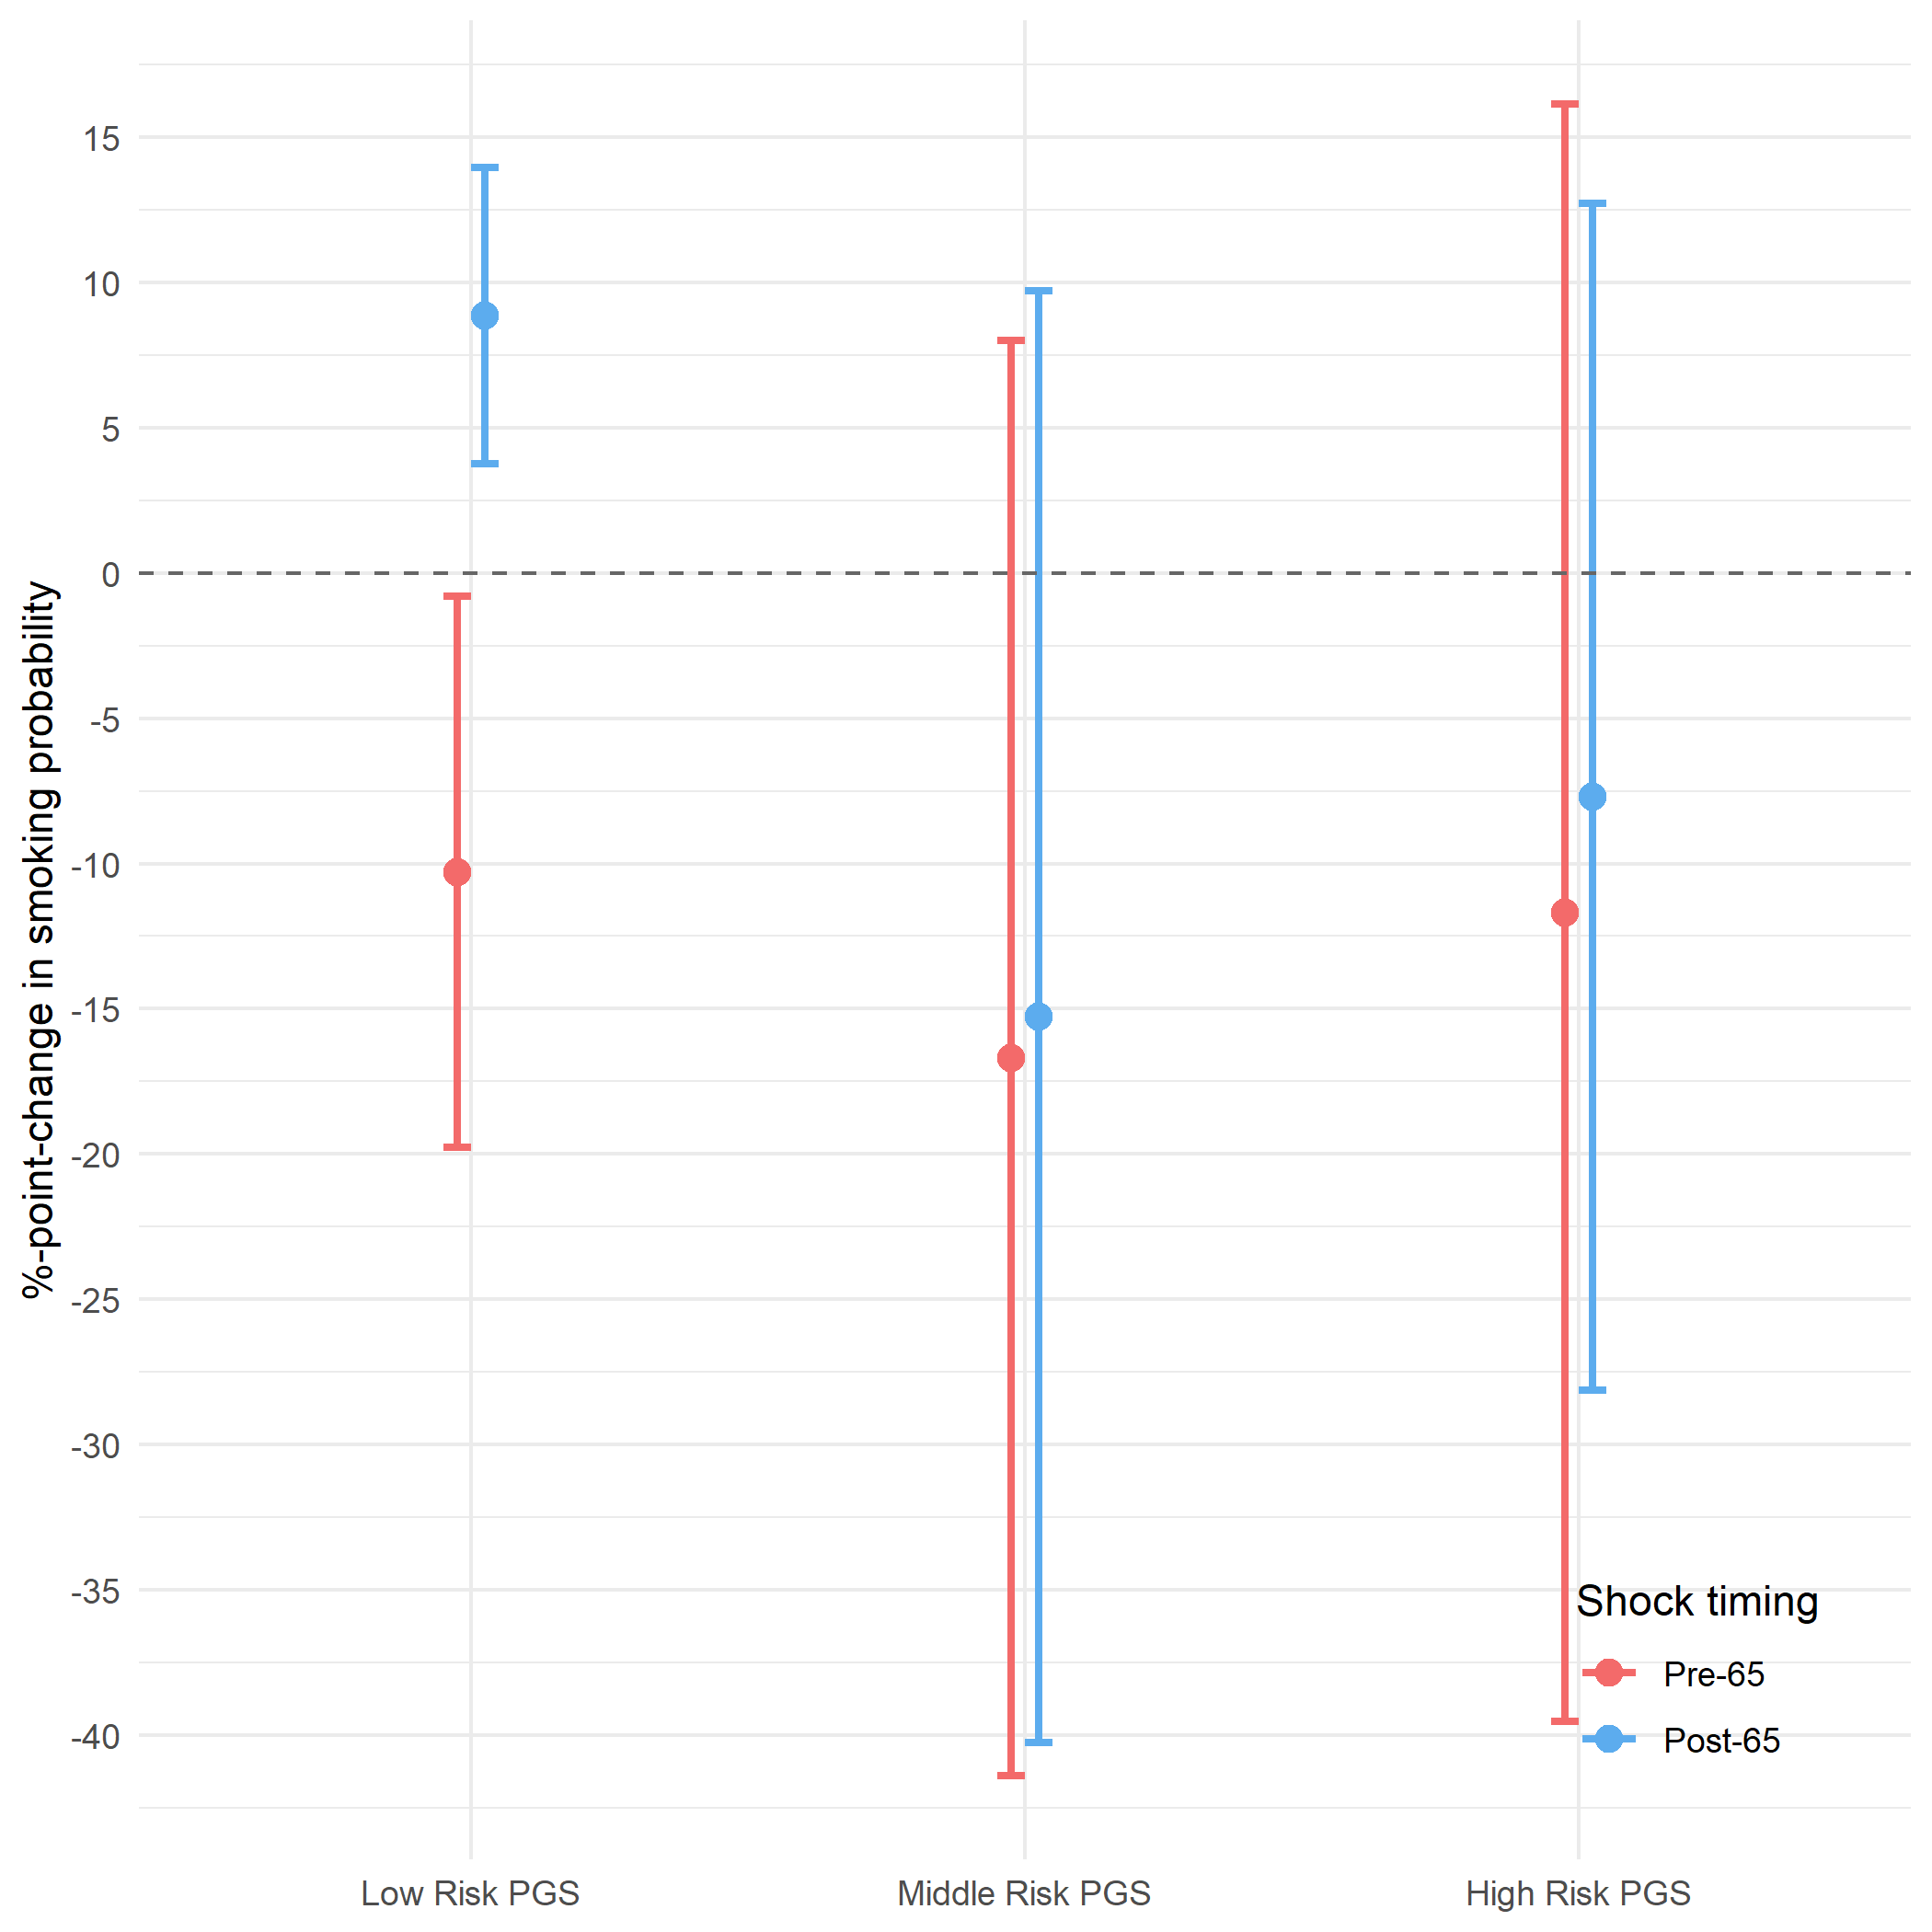 %-point-change in smoking probability
15
10
5
0
-5
-10
-15
-20
-25
-30
-35
-40
Shock timing
Pre-65
Post-65
Low Risk PGS
Middle Risk PGS
High Risk PGS